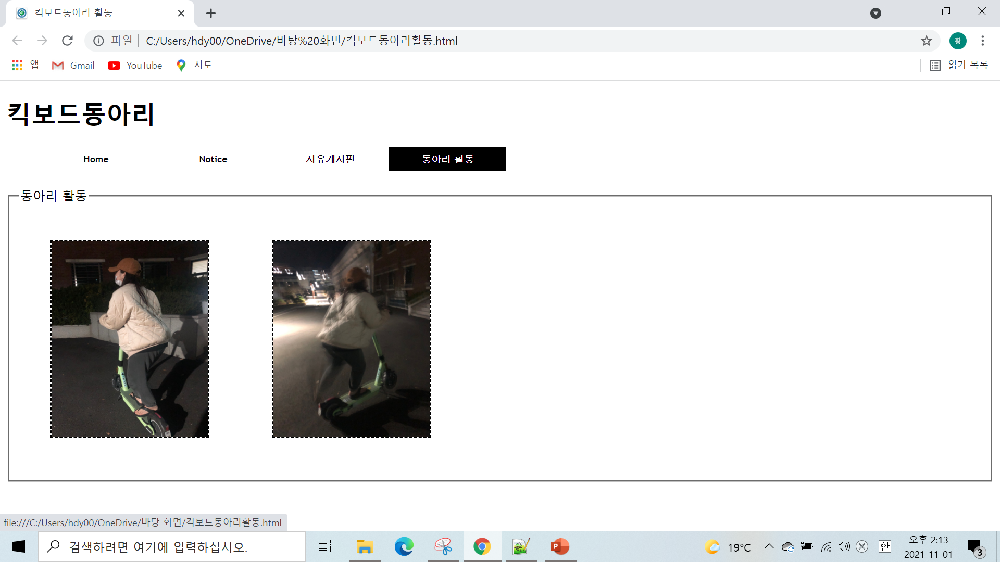 킥보드동아리 활동
파일 C:/Users/hdy00/OneDrive/바탕%20화면/킥보드동아리활동.html
황
앱 Gmail YouTube 지도
읽기 목록
킥보드동아리
Home Notice 자유게시판 동아리 활동
동아리 활동
file:///C:/Users/hdy00/OneDrive/바탕 화면/킥보드동아리활동.html
검색하려면 여기에 입력하십시오.
P
19°C
한
오후 2:13
2021-11-01
3